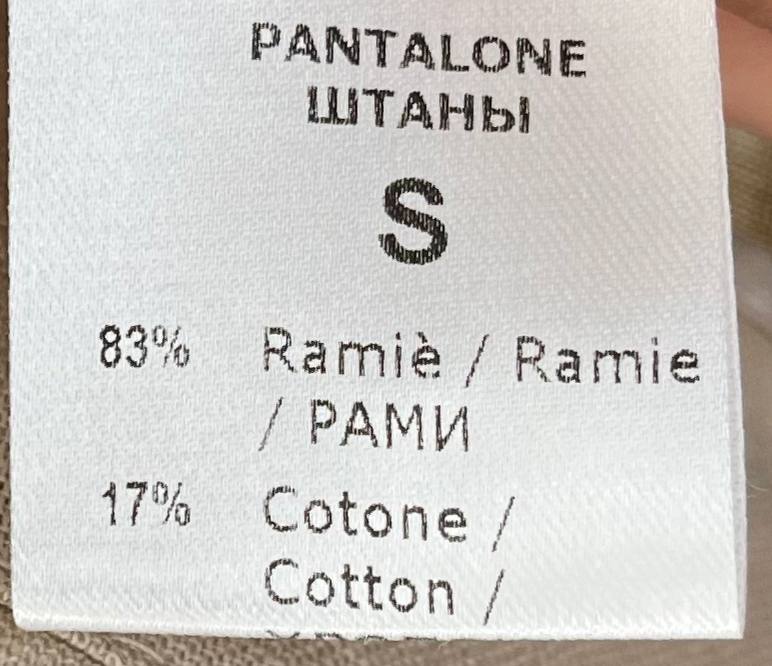 PANTALONE
ШТАНЫ
S
83% Ramiè / Ramie
/ РАМИ
17% Cotone /
Cotton /